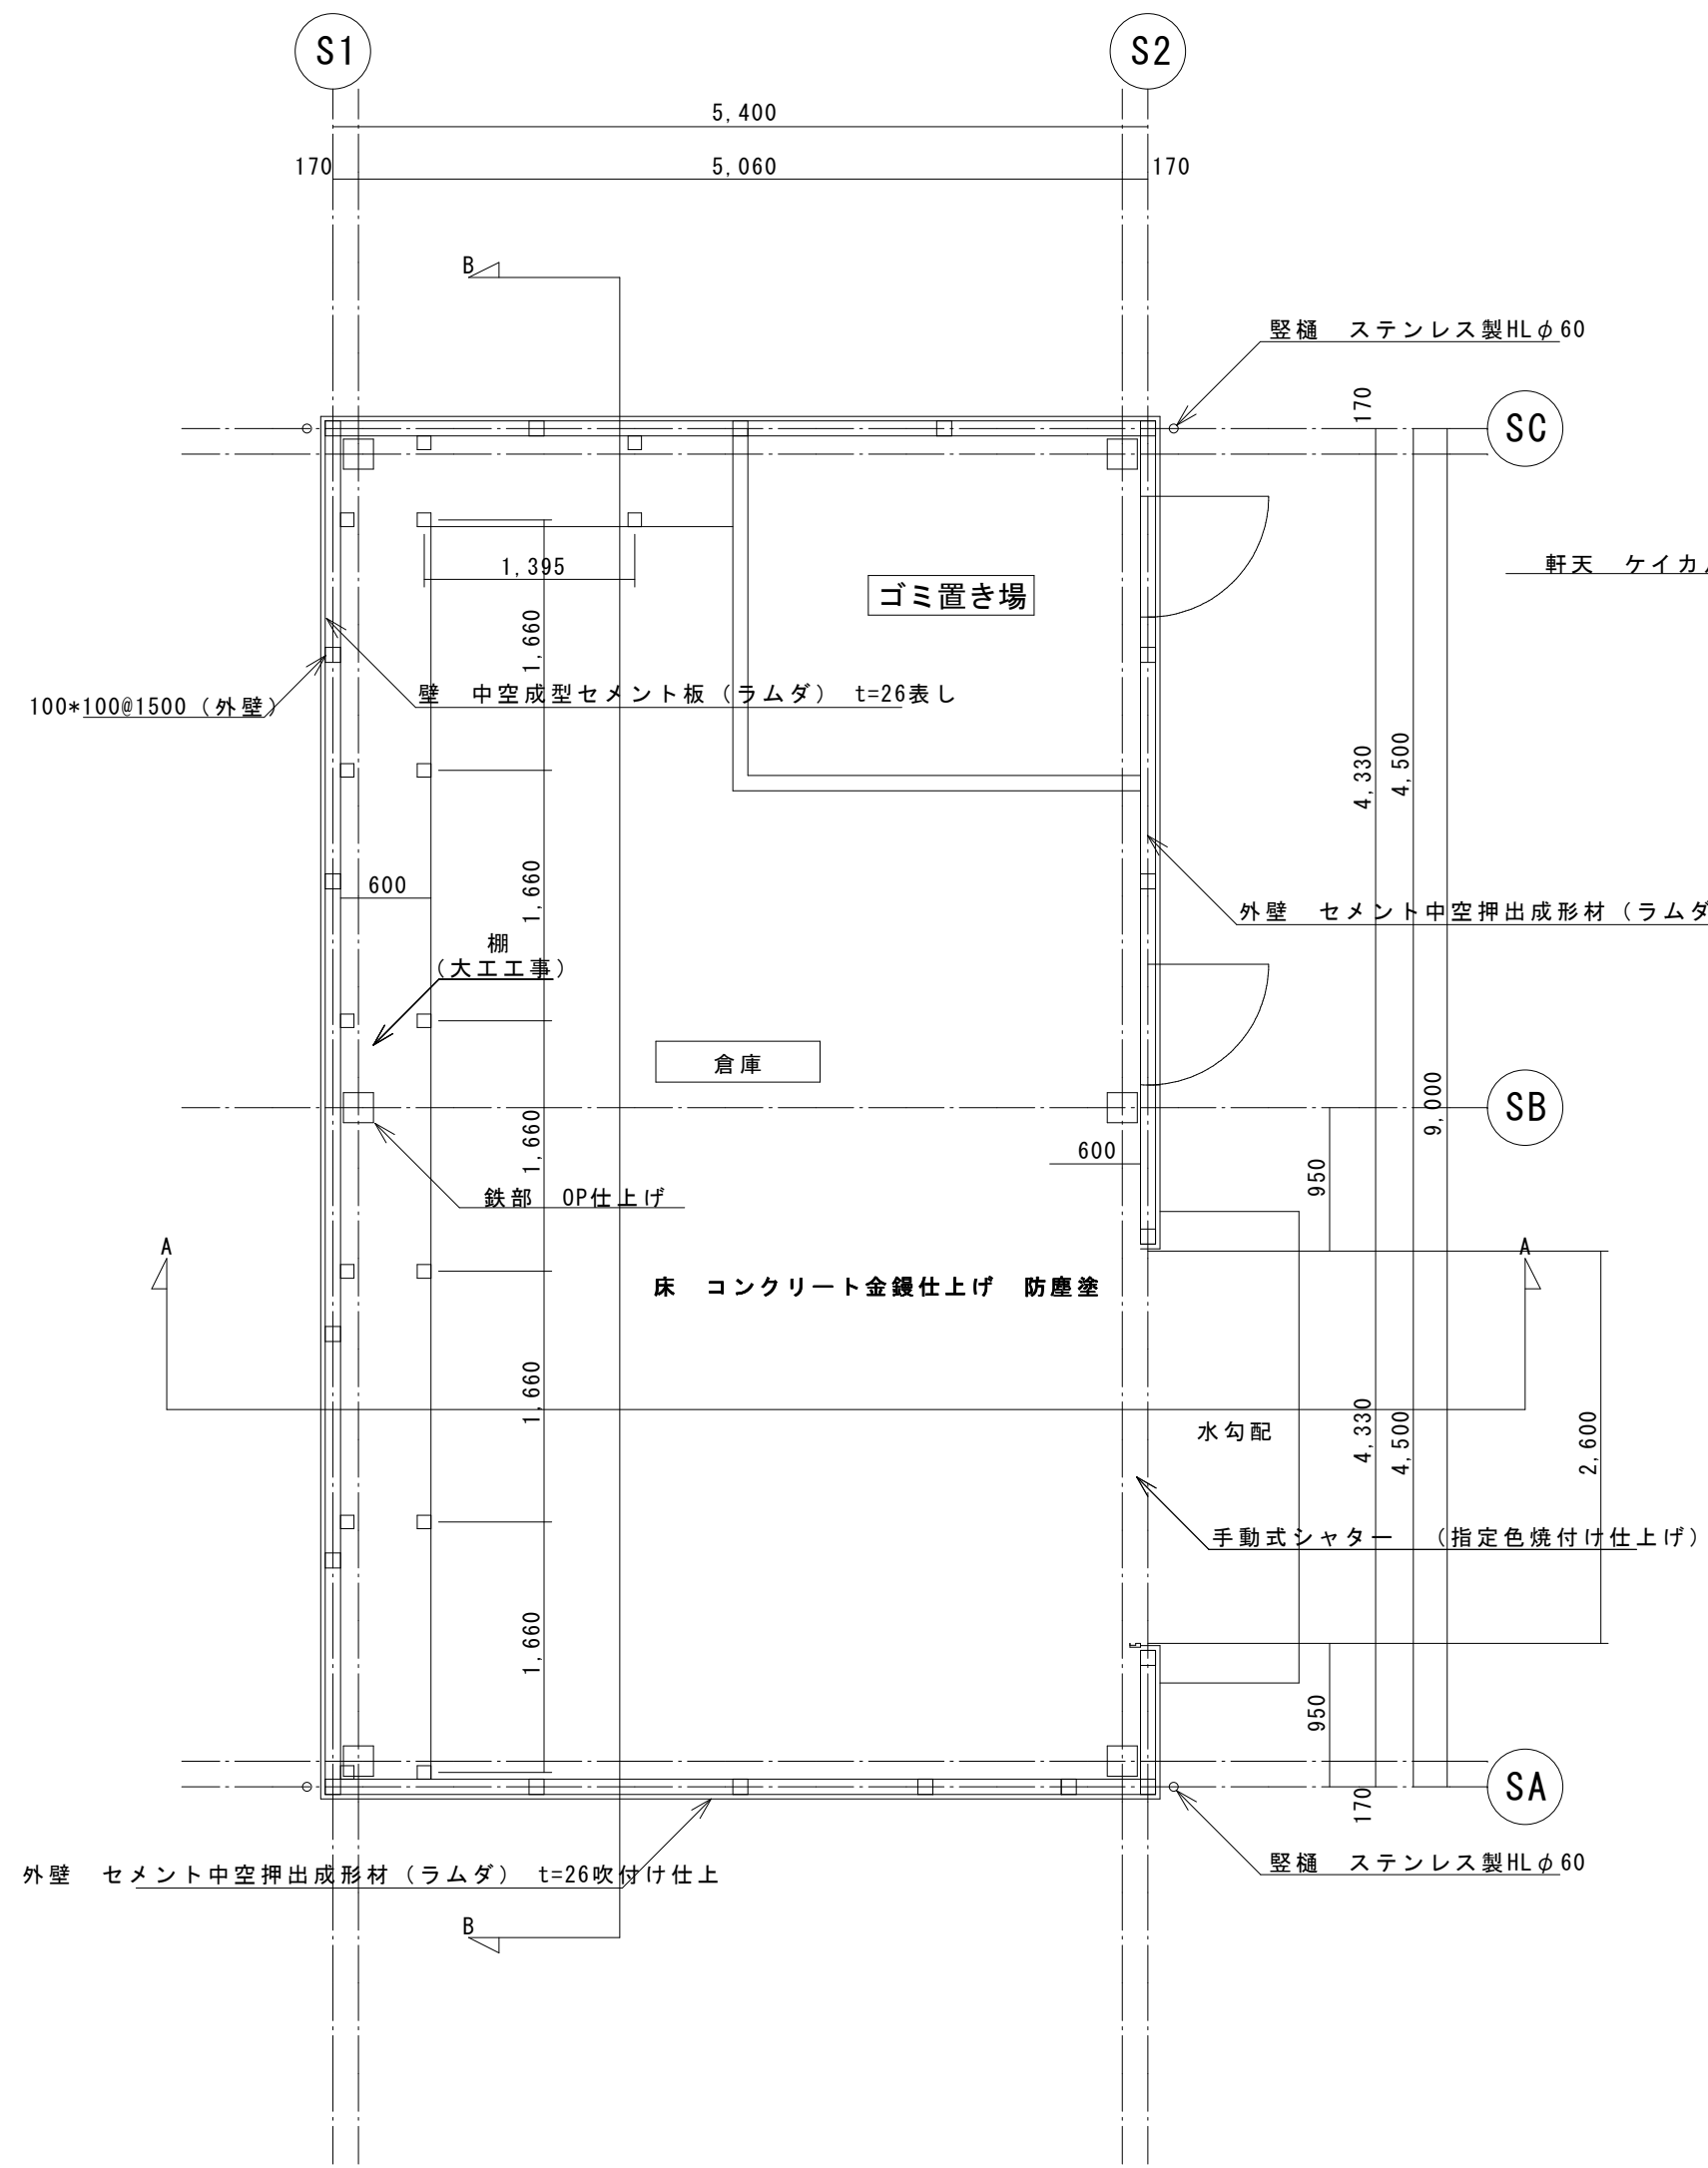 S1
S2
5,400
170
5,060
170
B
竪樋　ステンレス製HLφ60
170
SC
軒天　ケイカ
1,395
ゴミ置き場
1,660
壁　中空成型セメント板（ラムダ）　t=26表し
100*100@1500（外壁）
4,330
4,500
600
1,660
外壁　セメント中空押出成形材（ラムダ
棚
（大工工事）
倉庫
9,000
SB
1,660
600
950
鉄部　OP仕上げ
A
A
床　コンクリート金鏝仕上げ　防塵塗
1,660
水勾配
4,330
4,500
2,600
手動式シャター　（指定色焼付け仕上げ）
1,660
950
SA
170
外壁　セメント中空押出成形材（ラムダ）　t=26吹付け仕上
竪樋　ステンレス製HLφ60
B